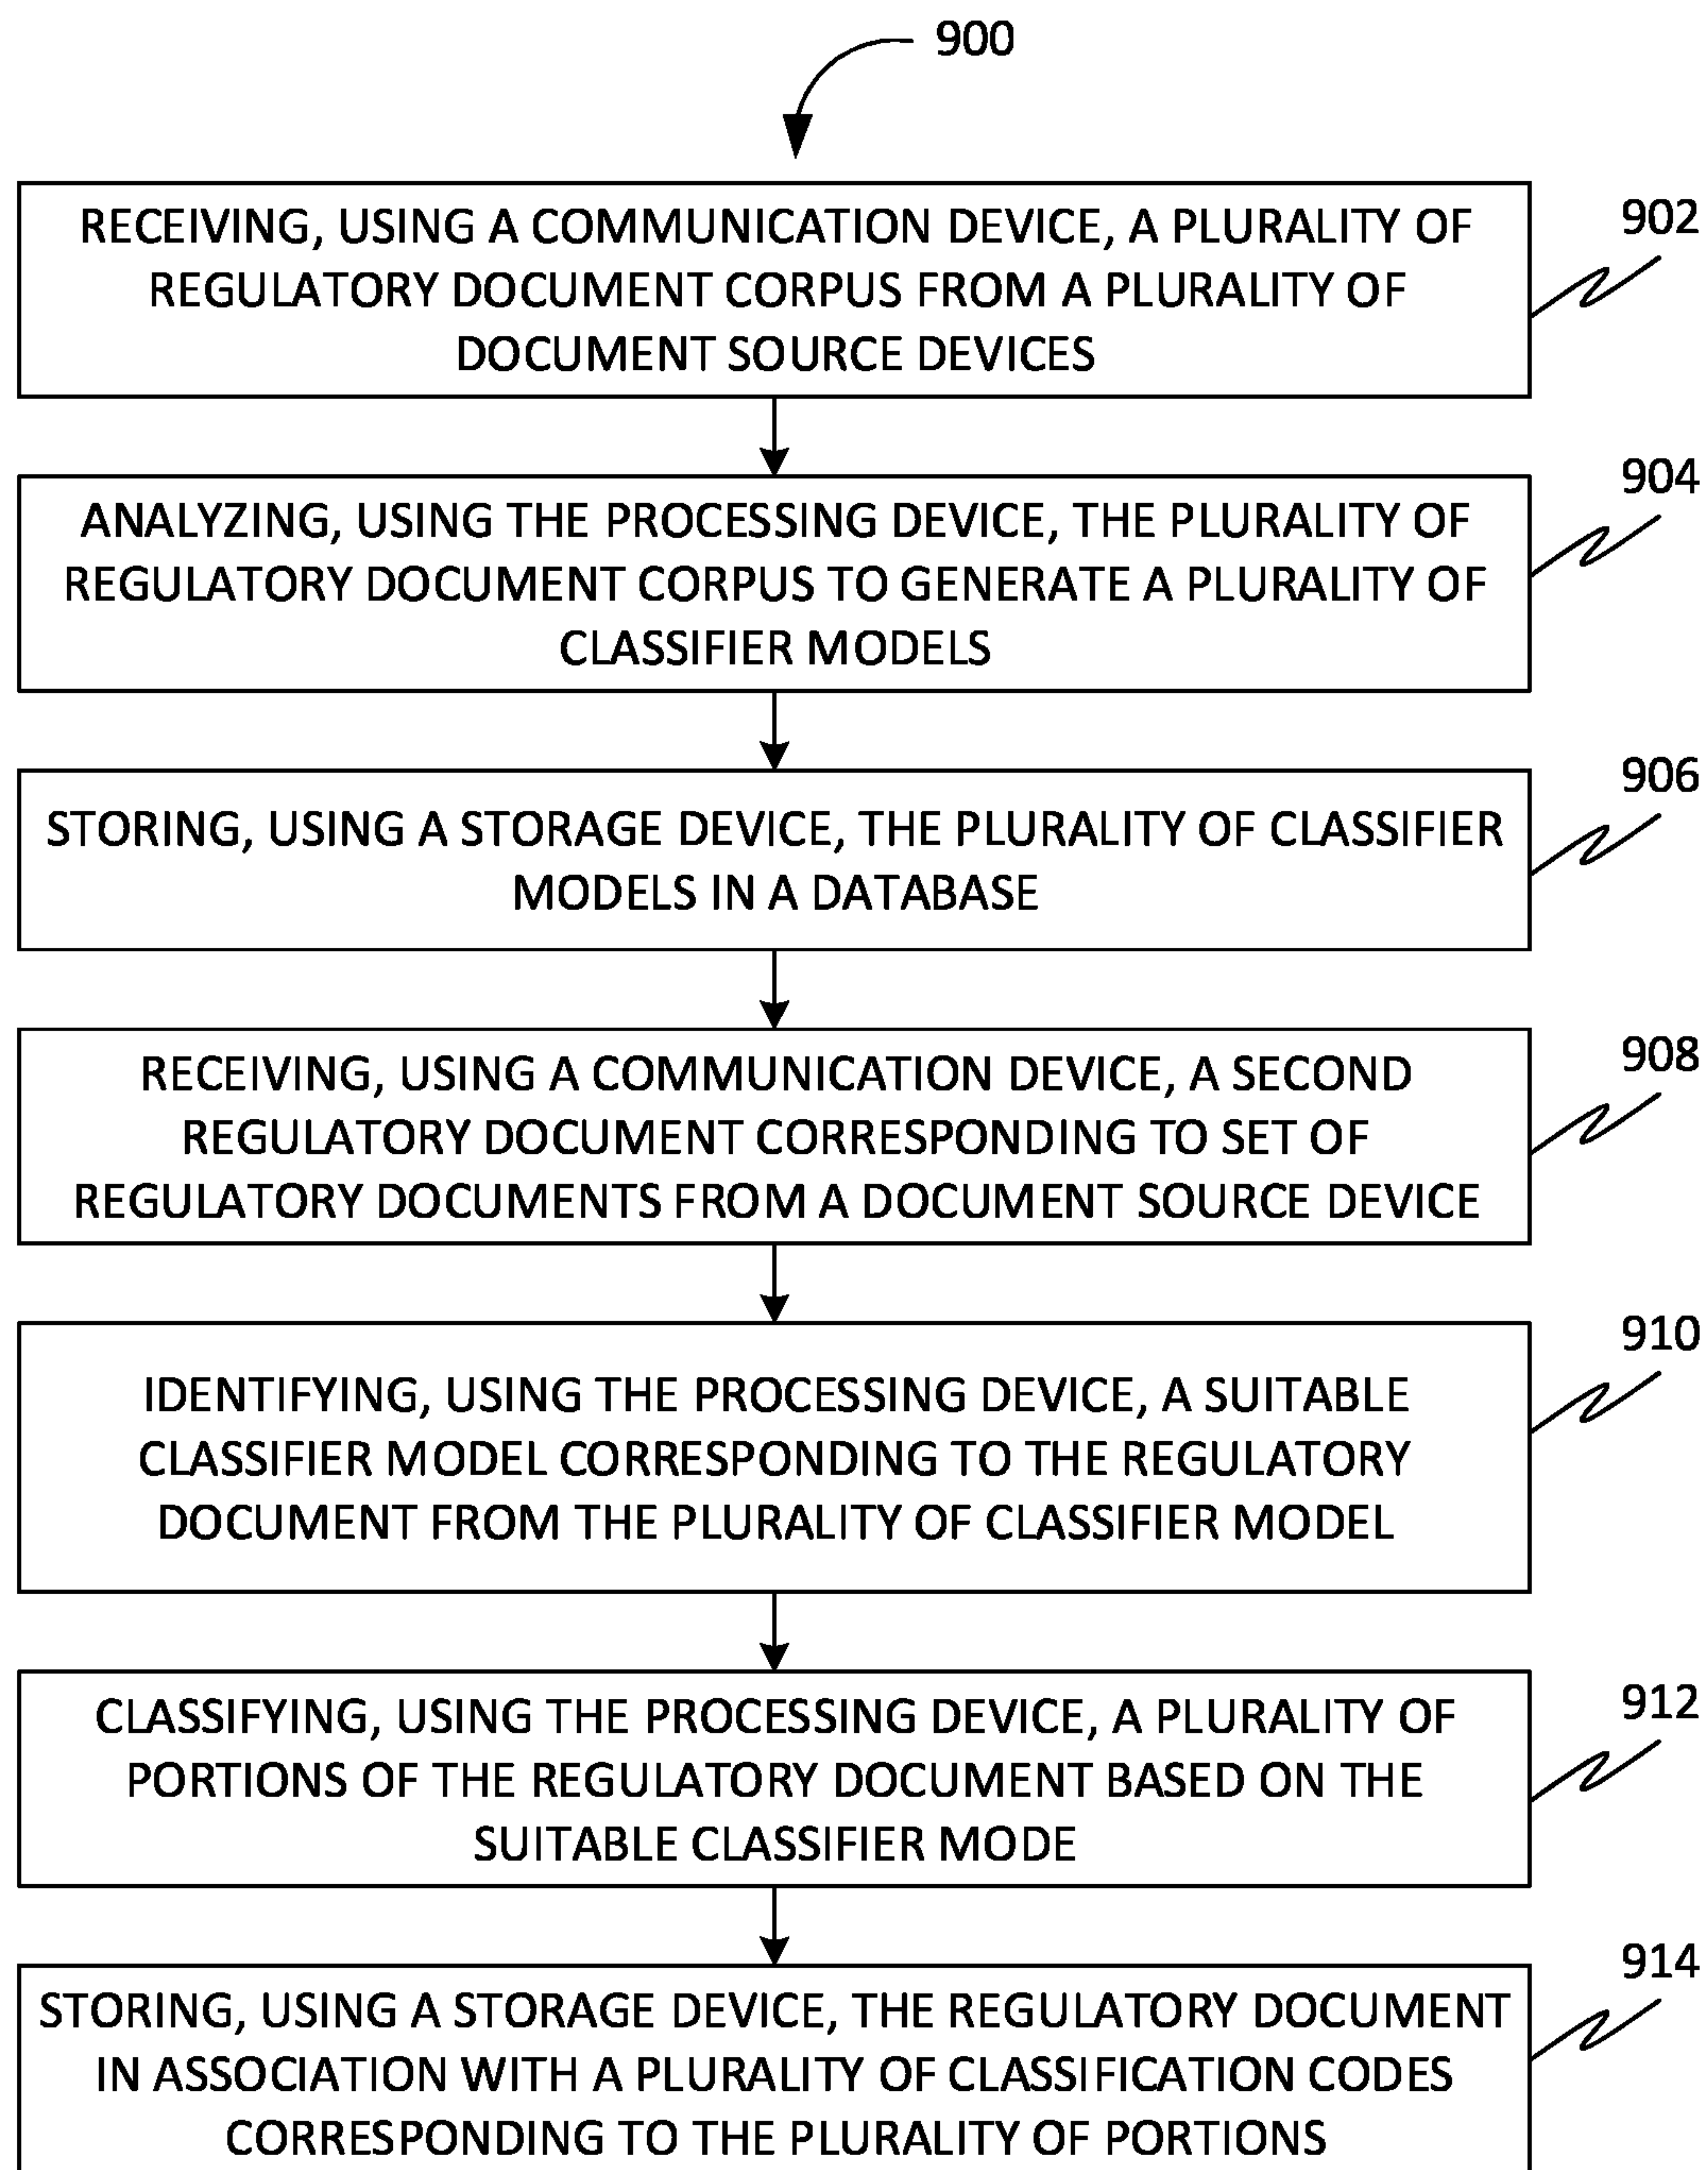 900
RECEIVING, USING A COMMUNICATION DEVICE, A PLURALITY OF
REGULATORY DOCUMENT CORPUS FROM A PLURALITY OF
DOCUMENT SOURCE DEVICES
902
ANALYZING, USING THE PROCESSING DEVICE, THE PLURALITY OF
REGULATORY DOCUMENT CORPUS TO GENERATE A PLURALITY OF
CLASSIFIER MODELS
904
STORING, USING A STORAGE DEVICE, THE PLURALITY OF CLASSIFIER
MODELS IN A DATABASE
906
RECEIVING, USING A COMMUNICATION DEVICE, A SECOND
REGULATORY DOCUMENT CORRESPONDING TO SET OF
REGULATORY DOCUMENTS FROM A DOCUMENT SOURCE DEVICE
908
IDENTIFYING, USING THE PROCESSING DEVICE, A SUITABLE
CLASSIFIER MODEL CORRESPONDING TO THE REGULATORY
DOCUMENT FROM THE PLURALITY OF CLASSIFIER MODEL
910
CLASSIFYING, USING THE PROCESSING DEVICE, A PLURALITY OF
PORTIONS OF THE REGULATORY DOCUMENT BASED ON THE
SUITABLE CLASSIFIER MODE
912
STORING, USING A STORAGE DEVICE, THE REGULATORY DOCUMENT
IN ASSOCIATION WITH A PLURALITY OF CLASSIFICATION CODES
CORRESPONDING TO THE PLURALITY OF PORTIONS
914